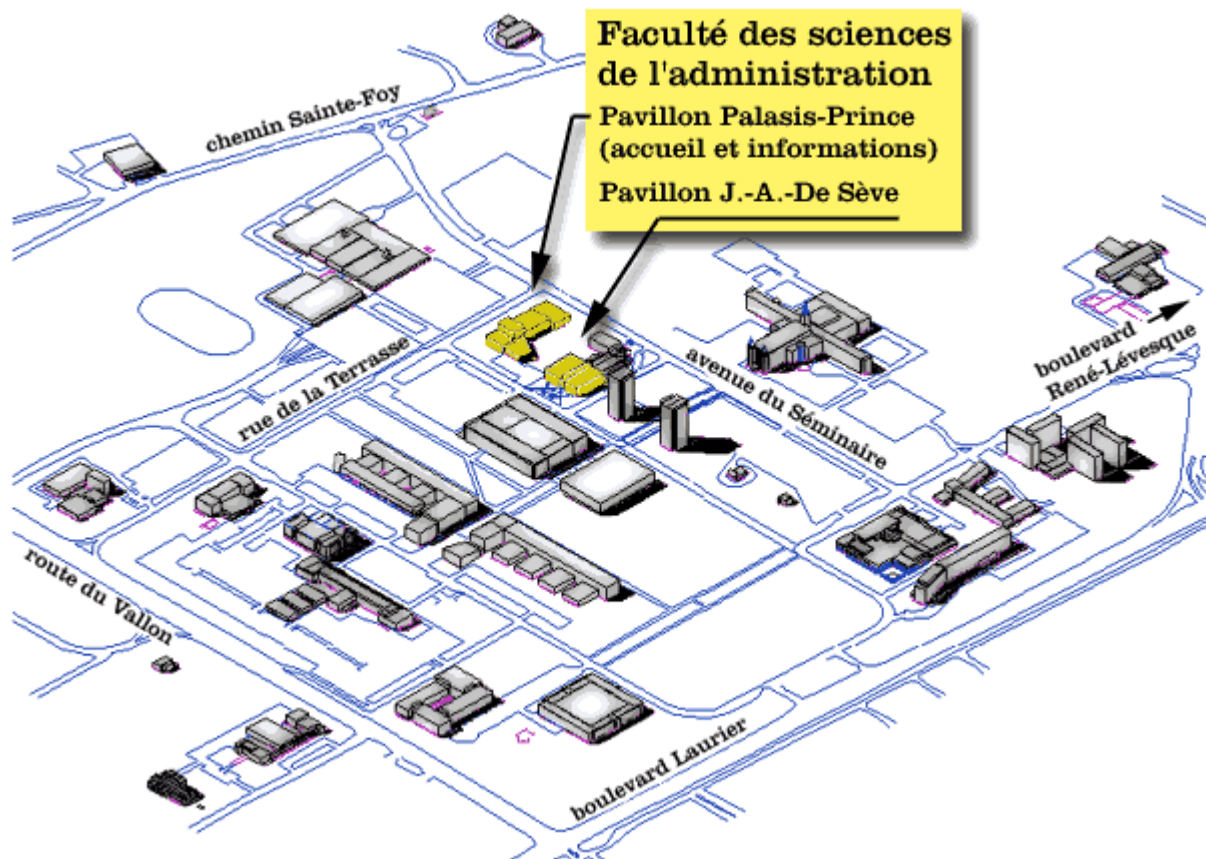 Faculté des sciences
de l'administration
Pavillon Palasis-Prince
(accueil et informations)
Pavillon J.-A.-De Sève
chemin Sainte-Foy
boulevard
René-Lévesque
rue de la Terrasse
avenue du Séminaire
route du Vallon
boulevard Laurier